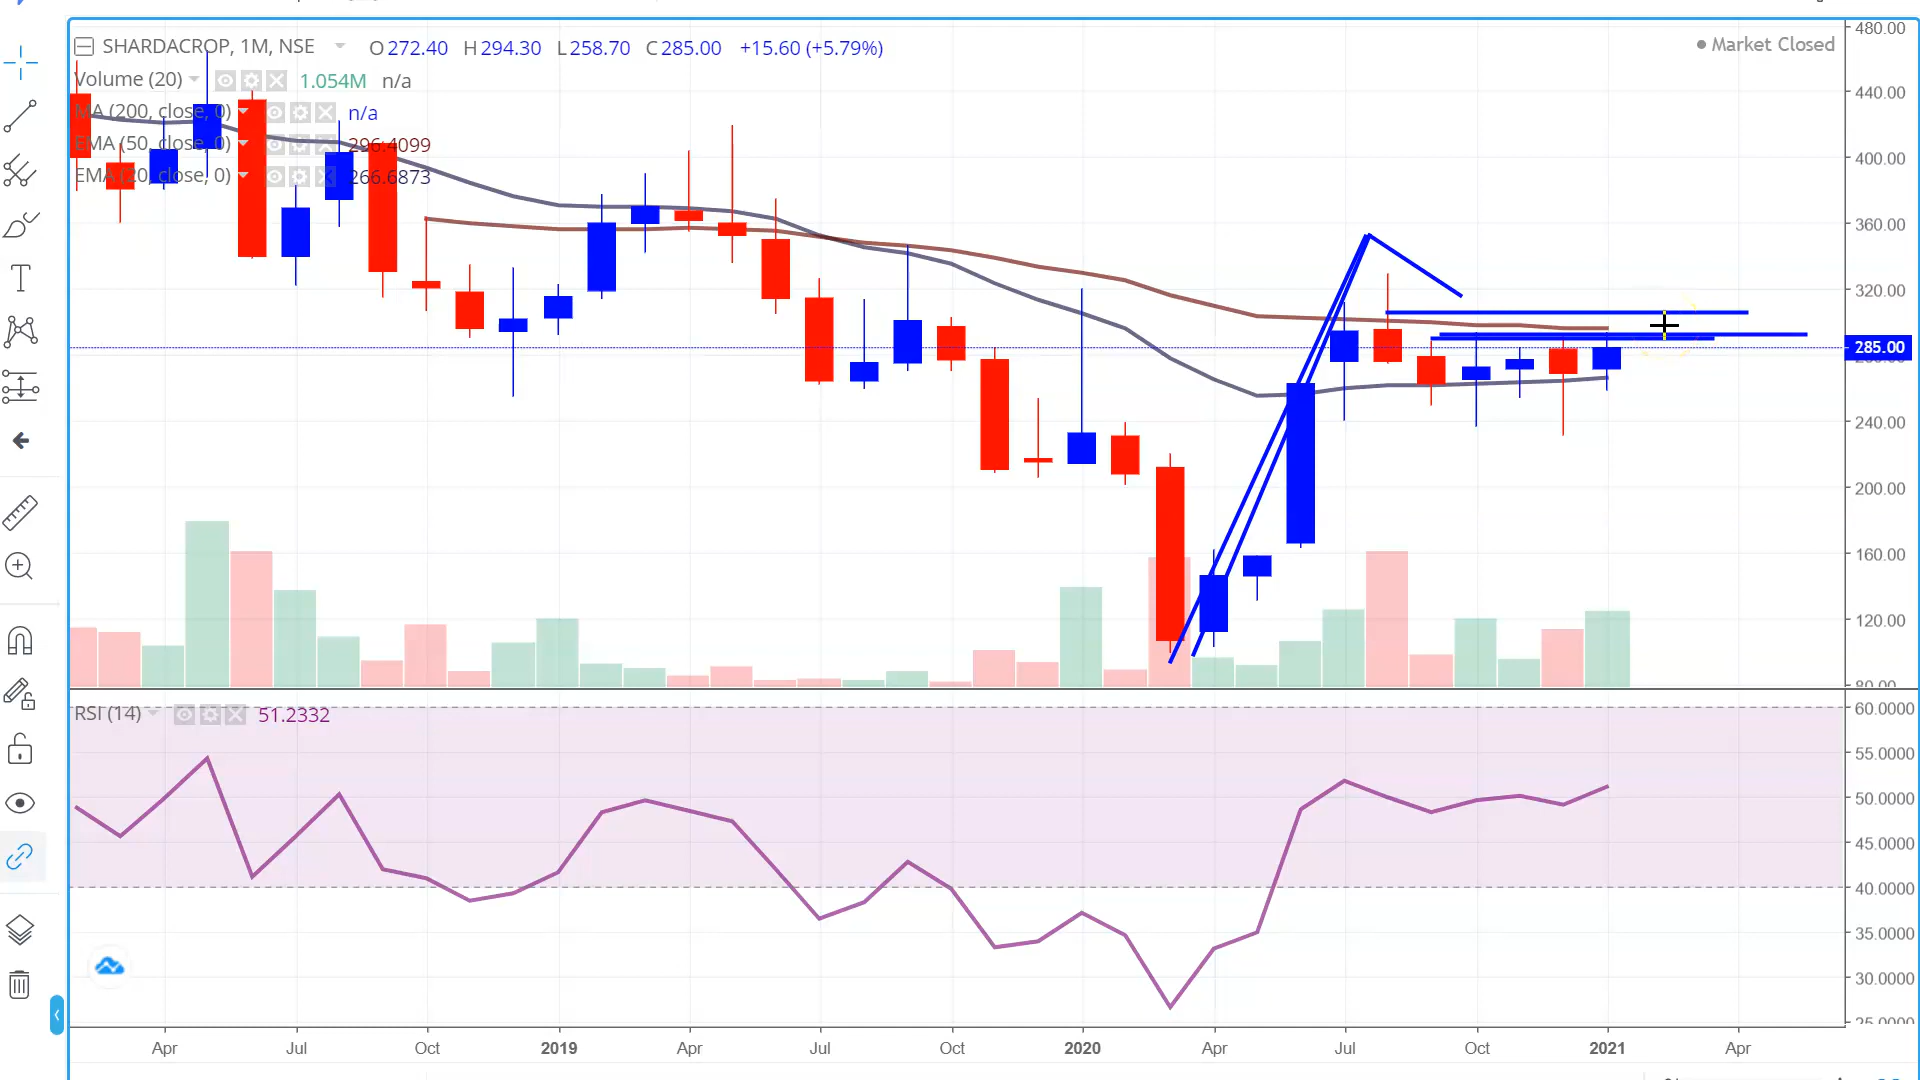 SHARDACROP, 1M, NSE O272.40 H294.30 L258.70 C285.00 +15.60 (+5.79%)
Market Closed
Volume (20) 1.054M n/a
MA (200, close, 0) n/a
EMA (50, close, 0) 296.4099
EMA (20, close, 0) 266.6873
480.00
440.00
400.00
360.00
320.00
285.00
240.00
200.00
160.00
120.00
80.00
RSI (14) 51.2332
60.0000
55.0000
50.0000
45.0000
40.0000
35.0000
30.0000
25.0000
Apr Jul Oct 2019 Apr Jul Oct 2020 Apr Jul Oct 2021 Apr